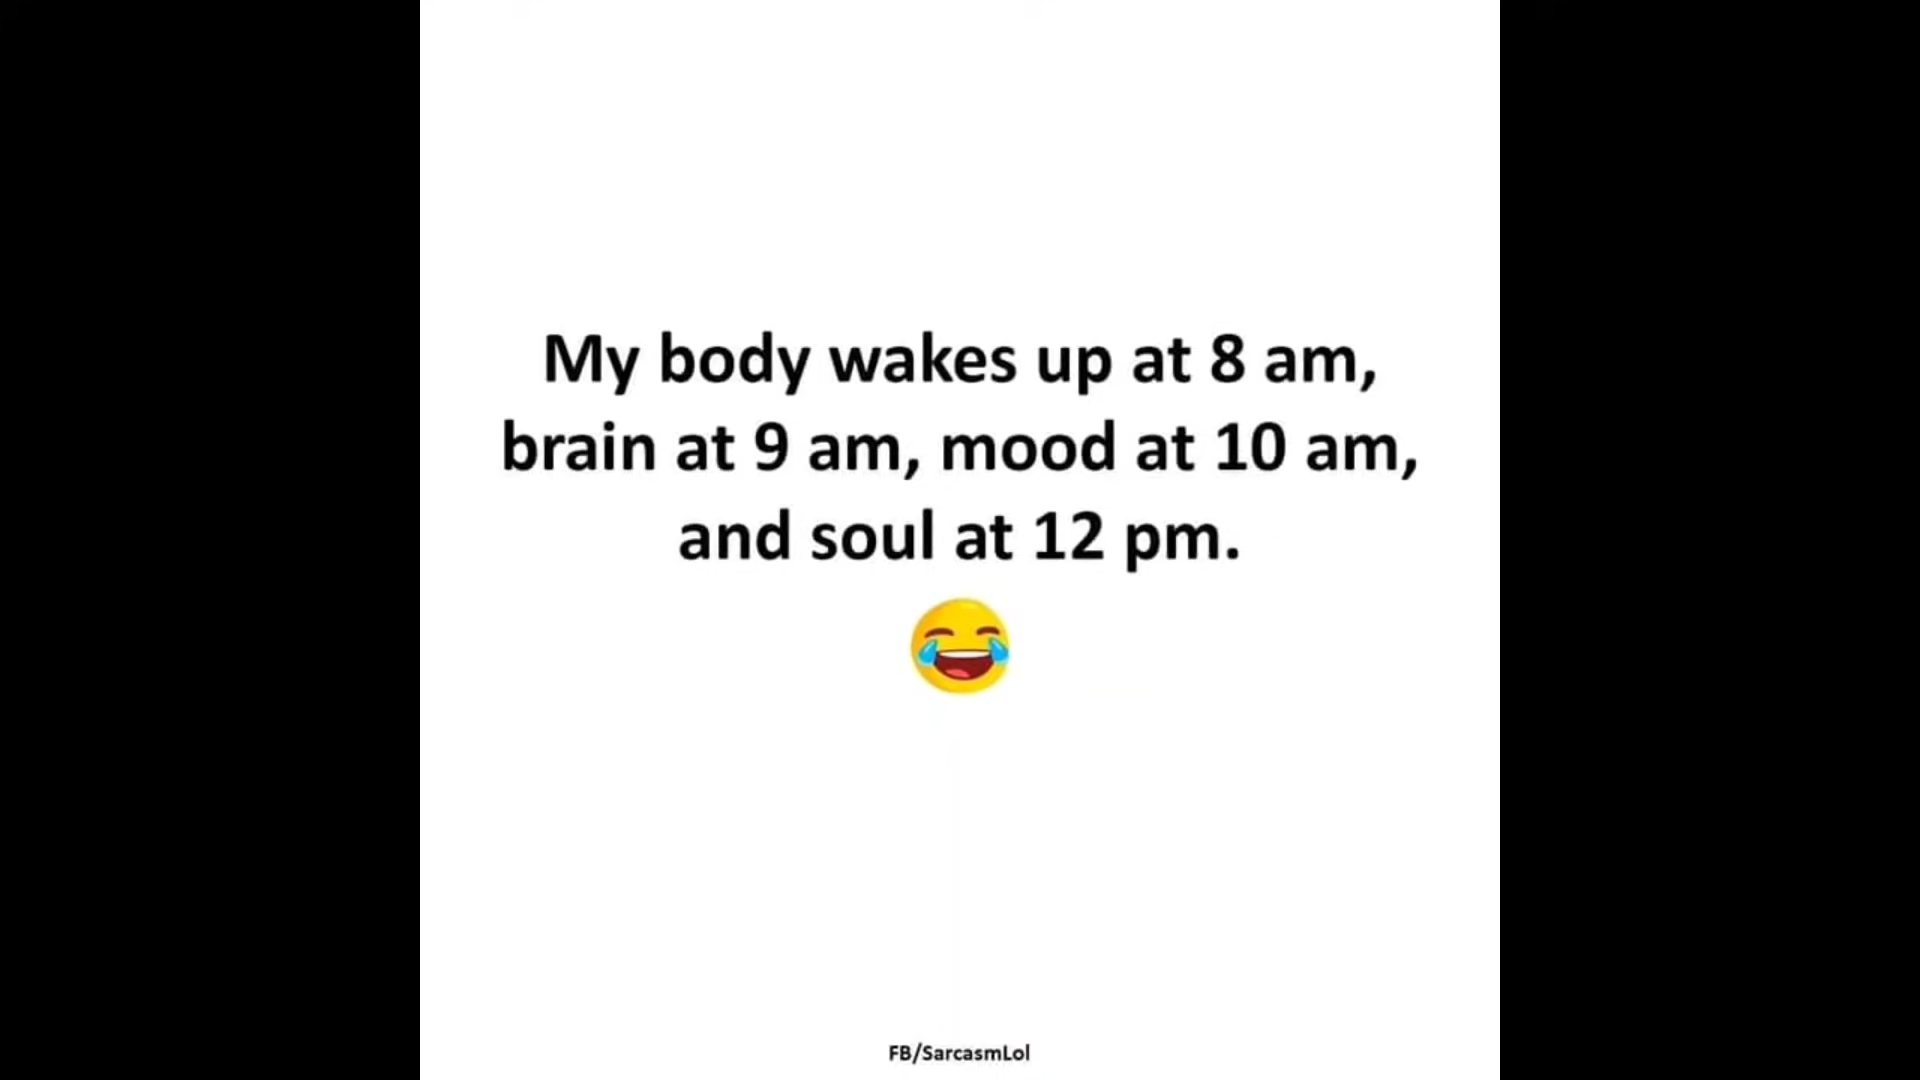 My body wakes up at 8 am,
brain at 9 am, mood at 10 am,
and soul at 12 pm.
😂
FB/SarcasmLol